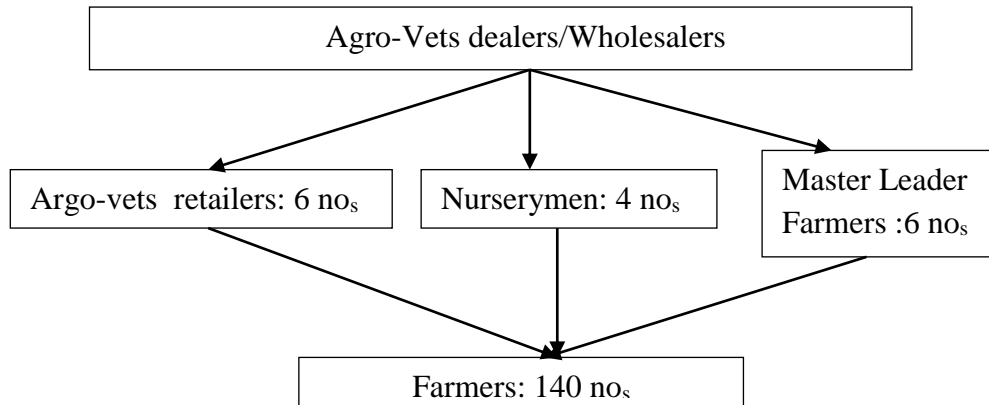 Agro-Vets dealers/Wholesalers
Argo-vets retailers: 6 noₛ
Nurserymen: 4 noₛ
Master Leader
Farmers :6 noₛ
Farmers: 140 noₛ